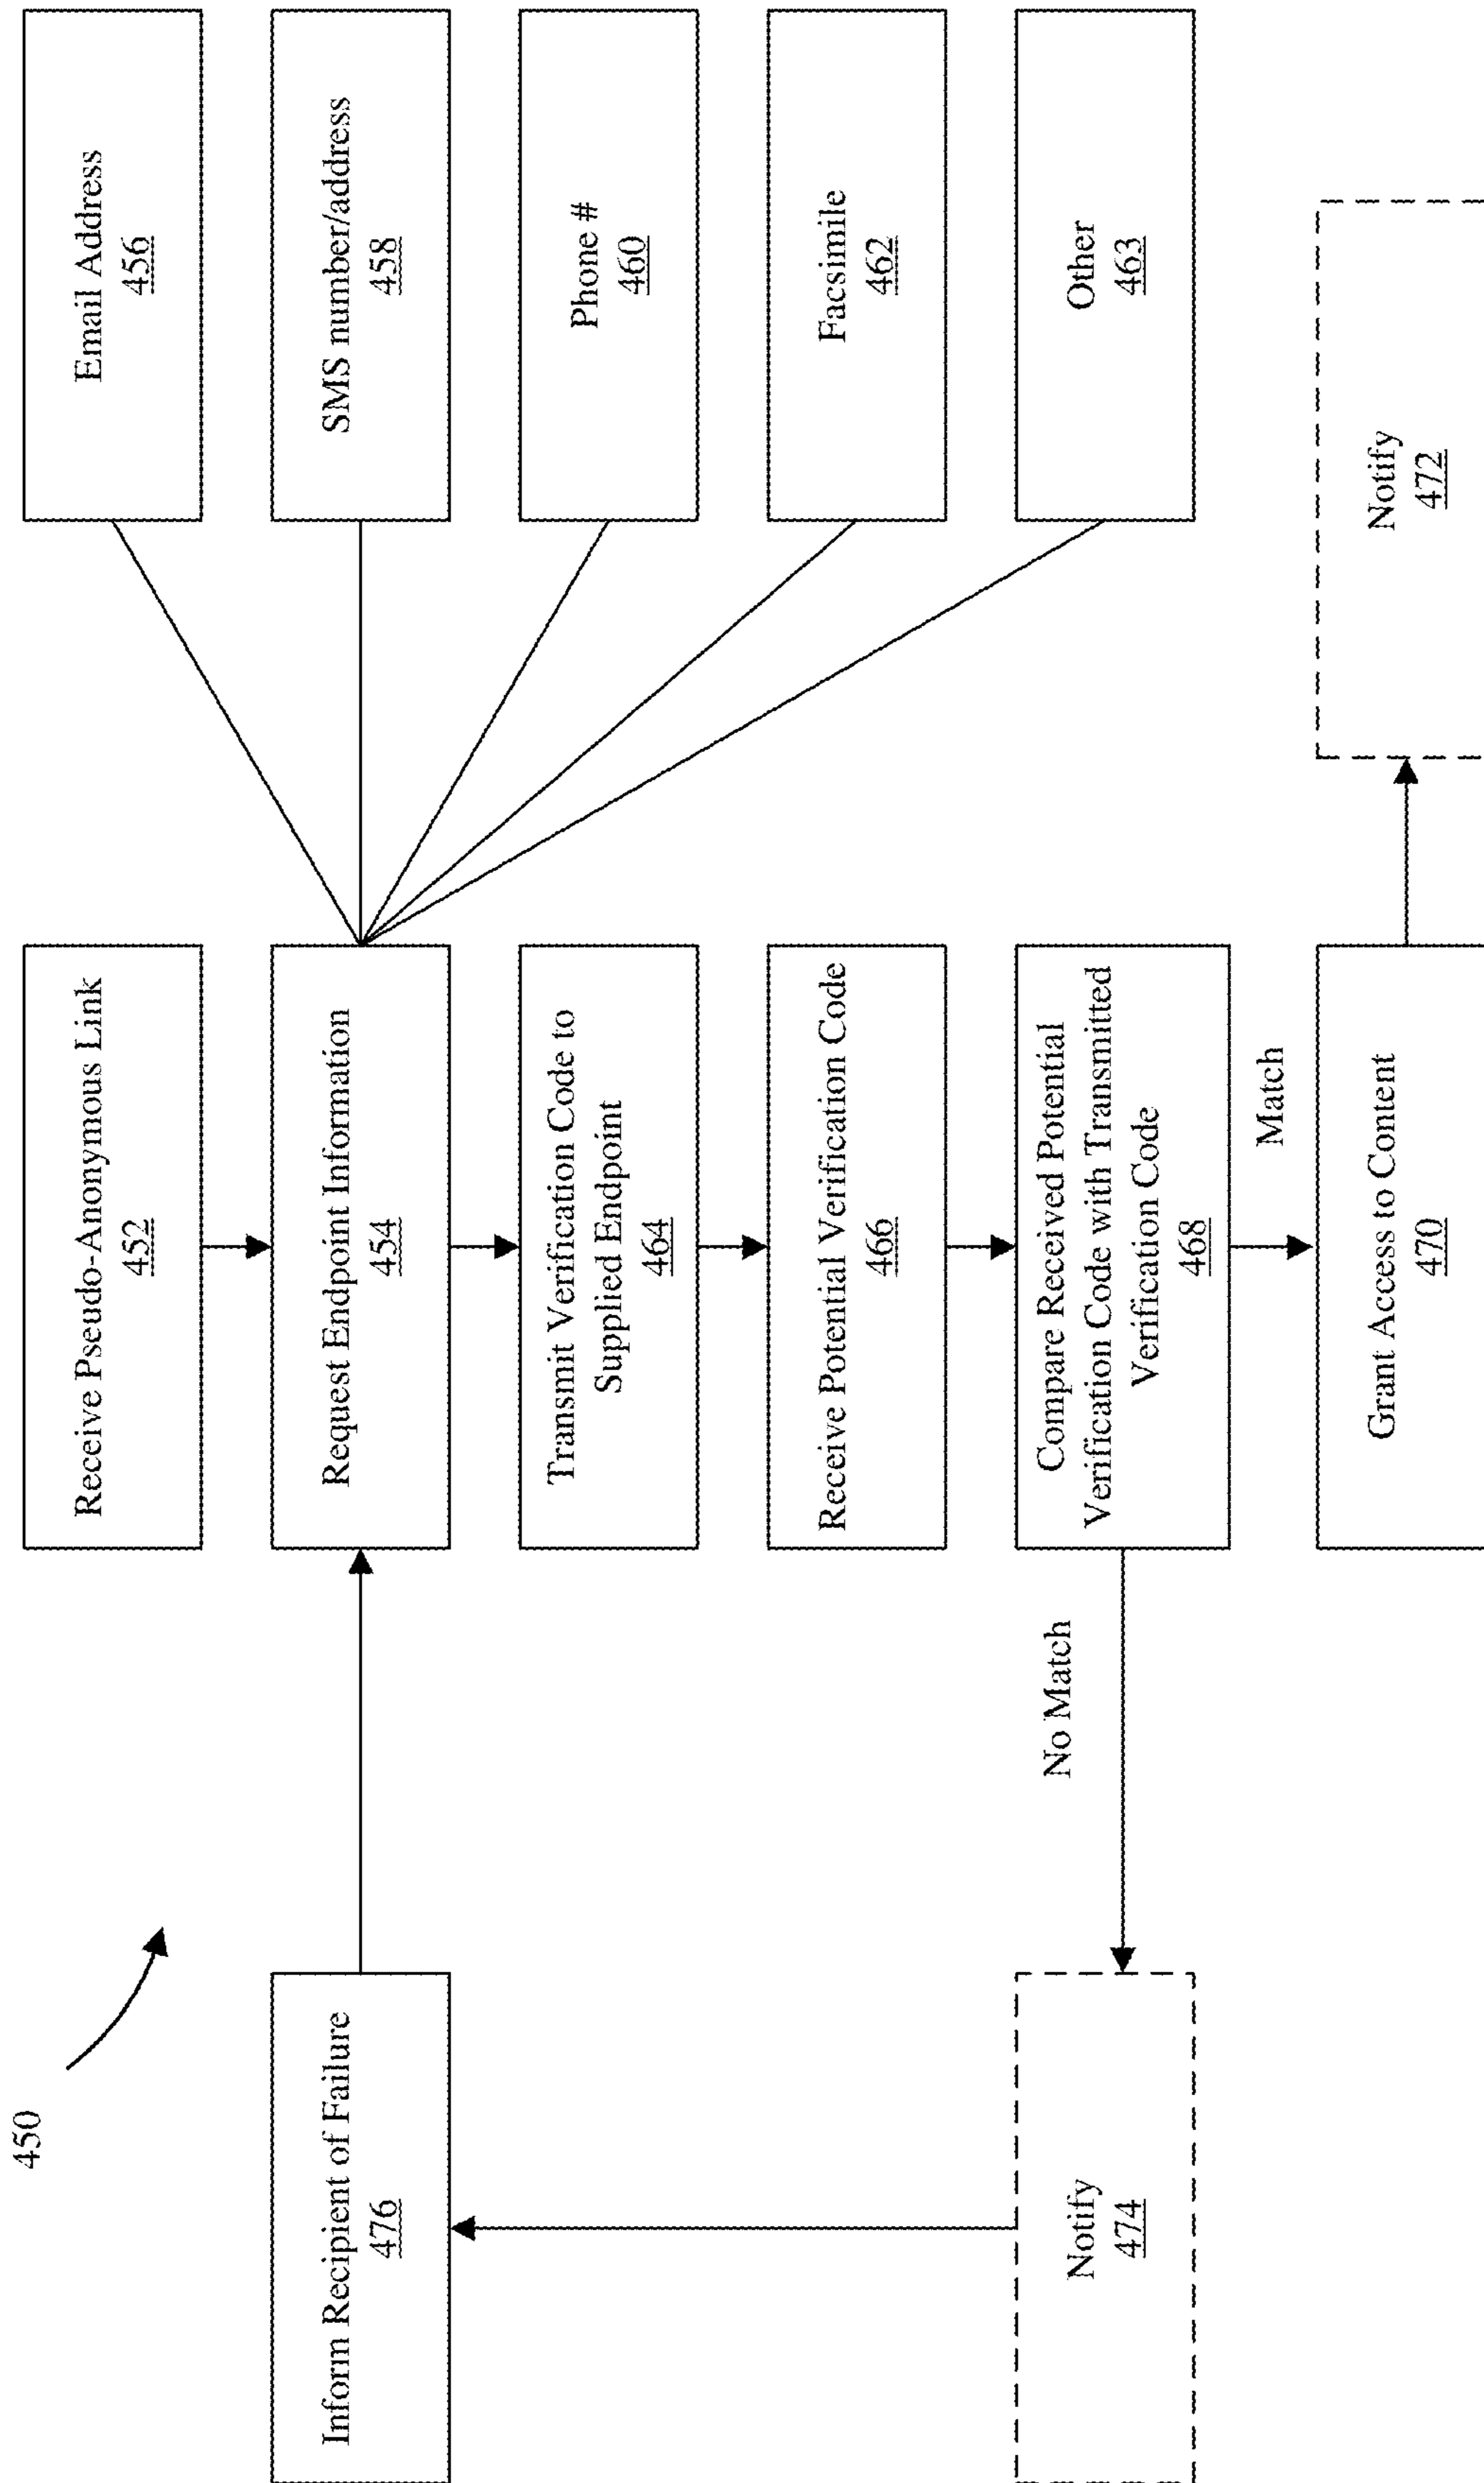 450
Receive Pseudo-Anonymous Link
452
Email Address
456
Inform Recipient of Failure
476
Request Endpoint Information
454
SMS number/address
458
Transmit Verification Code to
Supplied Endpoint
464
Phone #
460
Receive Potential Verification Code
466
Facsimile
462
Notify
474
No Match
Compare Received Potential
Verification Code with Transmitted
Verification Code
468
Other
463
Match
Grant Access to Content
470
Notify
472